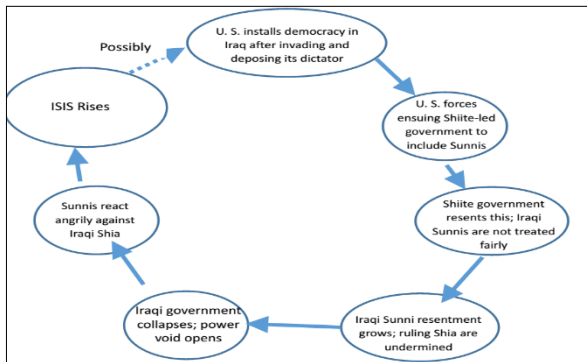 Possibly
U. S. installs democracy in
Iraq after invading and
deposing its dictator
U. S. forces
ensuing Shiite-led
government to
include Sunnis
Shiite government
resents this; Iraqi
Sunnis are not treated
fairly
Iraqi Sunni resentment
grows; ruling Shia are
undermined
Iraqi government
collapses; power
void opens
Sunnis react
angrily against
Iraqi Shia
ISIS Rises